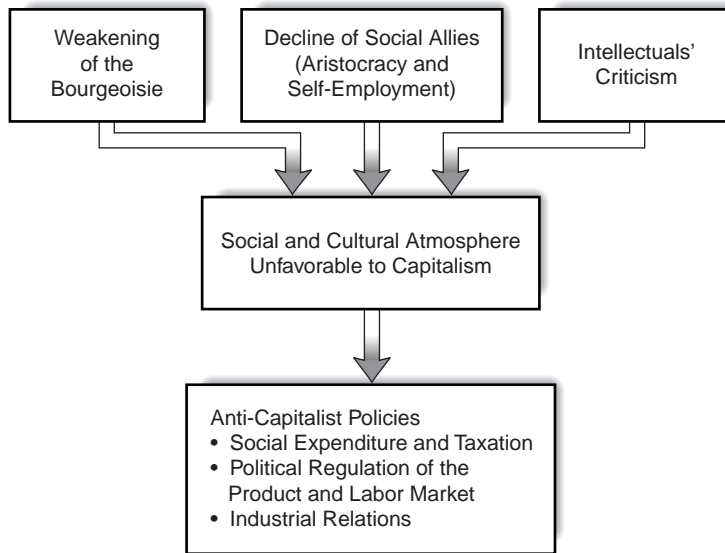 Weakening
of the
Bourgeoisie
Decline of Social Allies
(Aristocracy and
Self-Employment)
Intellectuals’
Criticism
Social and Cultural Atmosphere
Unfavorable to Capitalism
Anti-Capitalist Policies
• Social Expenditure and Taxation
• Political Regulation of the
Product and Labor Market
• Industrial Relations